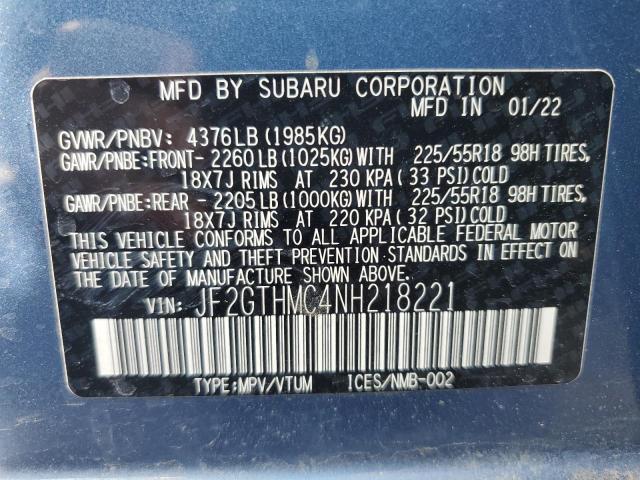 MFD BY SUBARU CORPORATION
MFD IN 01/22
GVWR/PNBV: 4376LB(1985KG)
GAWR/PNBE:FRONT-2260LB(1025KG)WITH 225/55R18 98H TIRES,
18X7J RIMS AT 230 KPA(33 PSI)COLD
GAWR/PNBE:REAR -2205LB(1000KG)WITH 225/55R18 98H TIRES,
18X7J RIMS AT 220 KPA(32 PSI)COLD
THIS VEHICLE CONFORMS TO ALL APPLICABLE FEDERAL MOTOR
VEHICLE SAFETY AND THEFT PREVENTION STANDARDS IN EFFECT ON
THE DATE OF MANUFACTURE SHOWN ABOVE.
VIN: JF2GTHMC4NH218221
TYPE:MPV/VTUM ICES/NMB-002